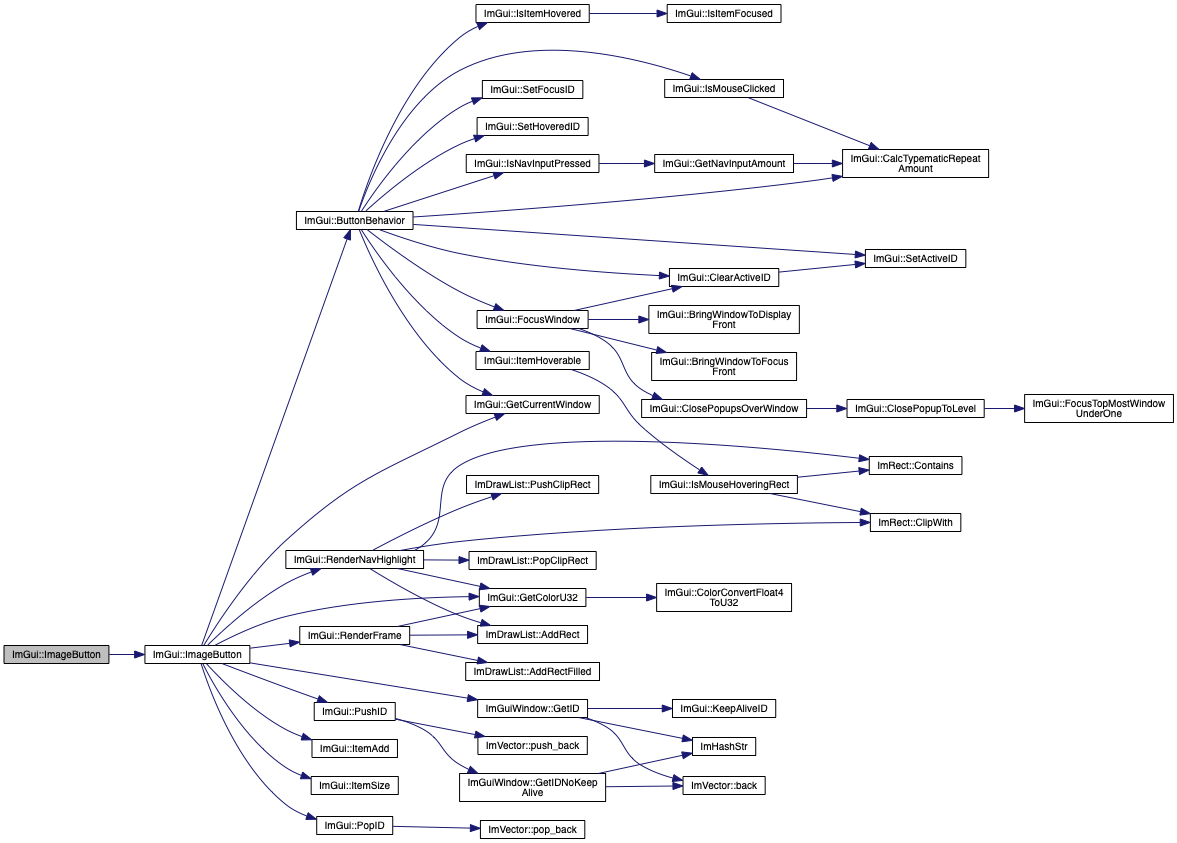 ImGui::IsItemHovered
ImGui::IsItemFocused
ImGui::SetFocusID
ImGui::IsMouseClicked
ImGui::SetHoveredID
ImGui::IsNavInputPressed
ImGui::GetNavInputAmount
ImGui::CalcTypematicRepeat
Amount
ImGui::ButtonBehavior
ImGui::SetActiveID
ImGui::ClearActiveID
ImGui::FocusWindow
ImGui::BringWindowToDisplay
Front
ImGui::ItemHoverable
ImGui::BringWindowToFocus
Front
ImGui::GetCurrentWindow
ImGui::ClosePopupsOverWindow
ImGui::ClosePopupToLevel
ImGui::FocusTopMostWindow
UnderOne
ImRect::Contains
ImDrawList::PushClipRect
ImGui::IsMouseHoveringRect
ImRect::ClipWith
ImGui::RenderNavHighlight
ImDrawList::PopClipRect
ImGui::GetColorU32
ImGui::ColorConvertFloat4
ToU32
ImGui::RenderFrame
ImDrawList::AddRect
ImGui::ImageButton
ImGui::ImageButton
ImDrawList::AddRectFilled
ImGui::PushID
ImGuiWindow::GetID
ImGui::KeepAliveID
ImGui::ItemAdd
ImVector::push_back
ImHashStr
ImGui::ItemSize
ImGuiWindow::GetIDNoKeep
Alive
ImVector::back
ImGui::PopID
ImVector::pop_back